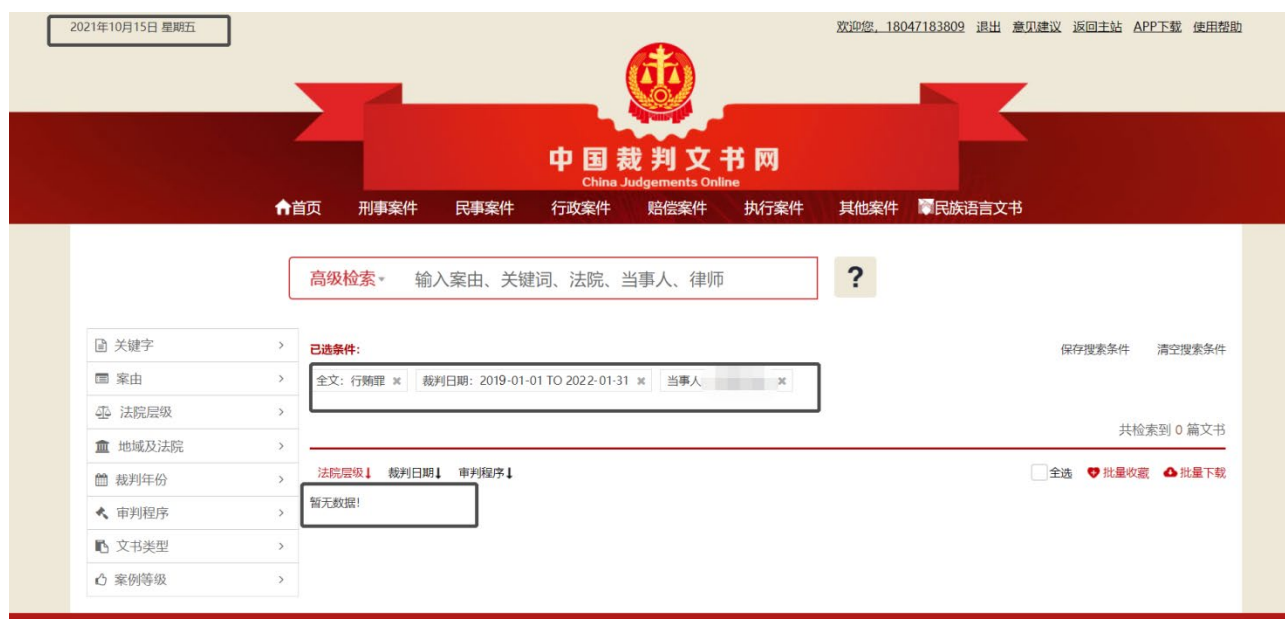 2021年10月15日 星期五
欢迎您，18047183809 退出 意见建议 返回主站 APP下载 使用帮助
中国裁判文书网
China Judgements Online
首页 刑事案件 民事案件 行政案件 赔偿案件 执行案件 其他案件 民族语言文书
高级检索 输入案由、关键词、法院、当事人、律师 ?
关键字
案由
法院层级
地域及法院
裁判年份
审判程序
文书类型
案例等级
已选条件： 保存搜索条件 清空搜索条件
全文：行贿罪 × 裁判日期：2019-01-01 TO 2022-01-31 × 当事人 ×
共检索到 0 篇文书
法院层级 裁判日期 审判程序 全选 批量收藏 批量下载
暂无数据!